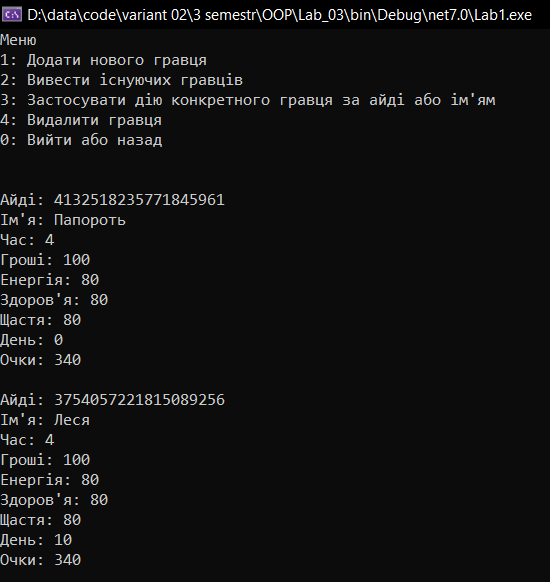 D:\data\code\variant 02\3 semestr\OOP\Lab_03\bin\Debug\net7.0\Lab1.exe
Меню
1: Додати нового гравця
2: Вивести існуючих гравців
3: Застосувати дію конкретного гравця за айді або ім'ям
4: Видалити гравця
0: Вийти або назад
Айді: 4132518235771845961
Ім'я: Папороть
Час: 4
Гроші: 100
Енергія: 80
Здоров'я: 80
Щастя: 80
День: 0
Очки: 340
Айді: 3754057221815089256
Ім'я: Леся
Час: 4
Гроші: 100
Енергія: 80
Здоров'я: 80
Щастя: 80
День: 10
Очки: 340